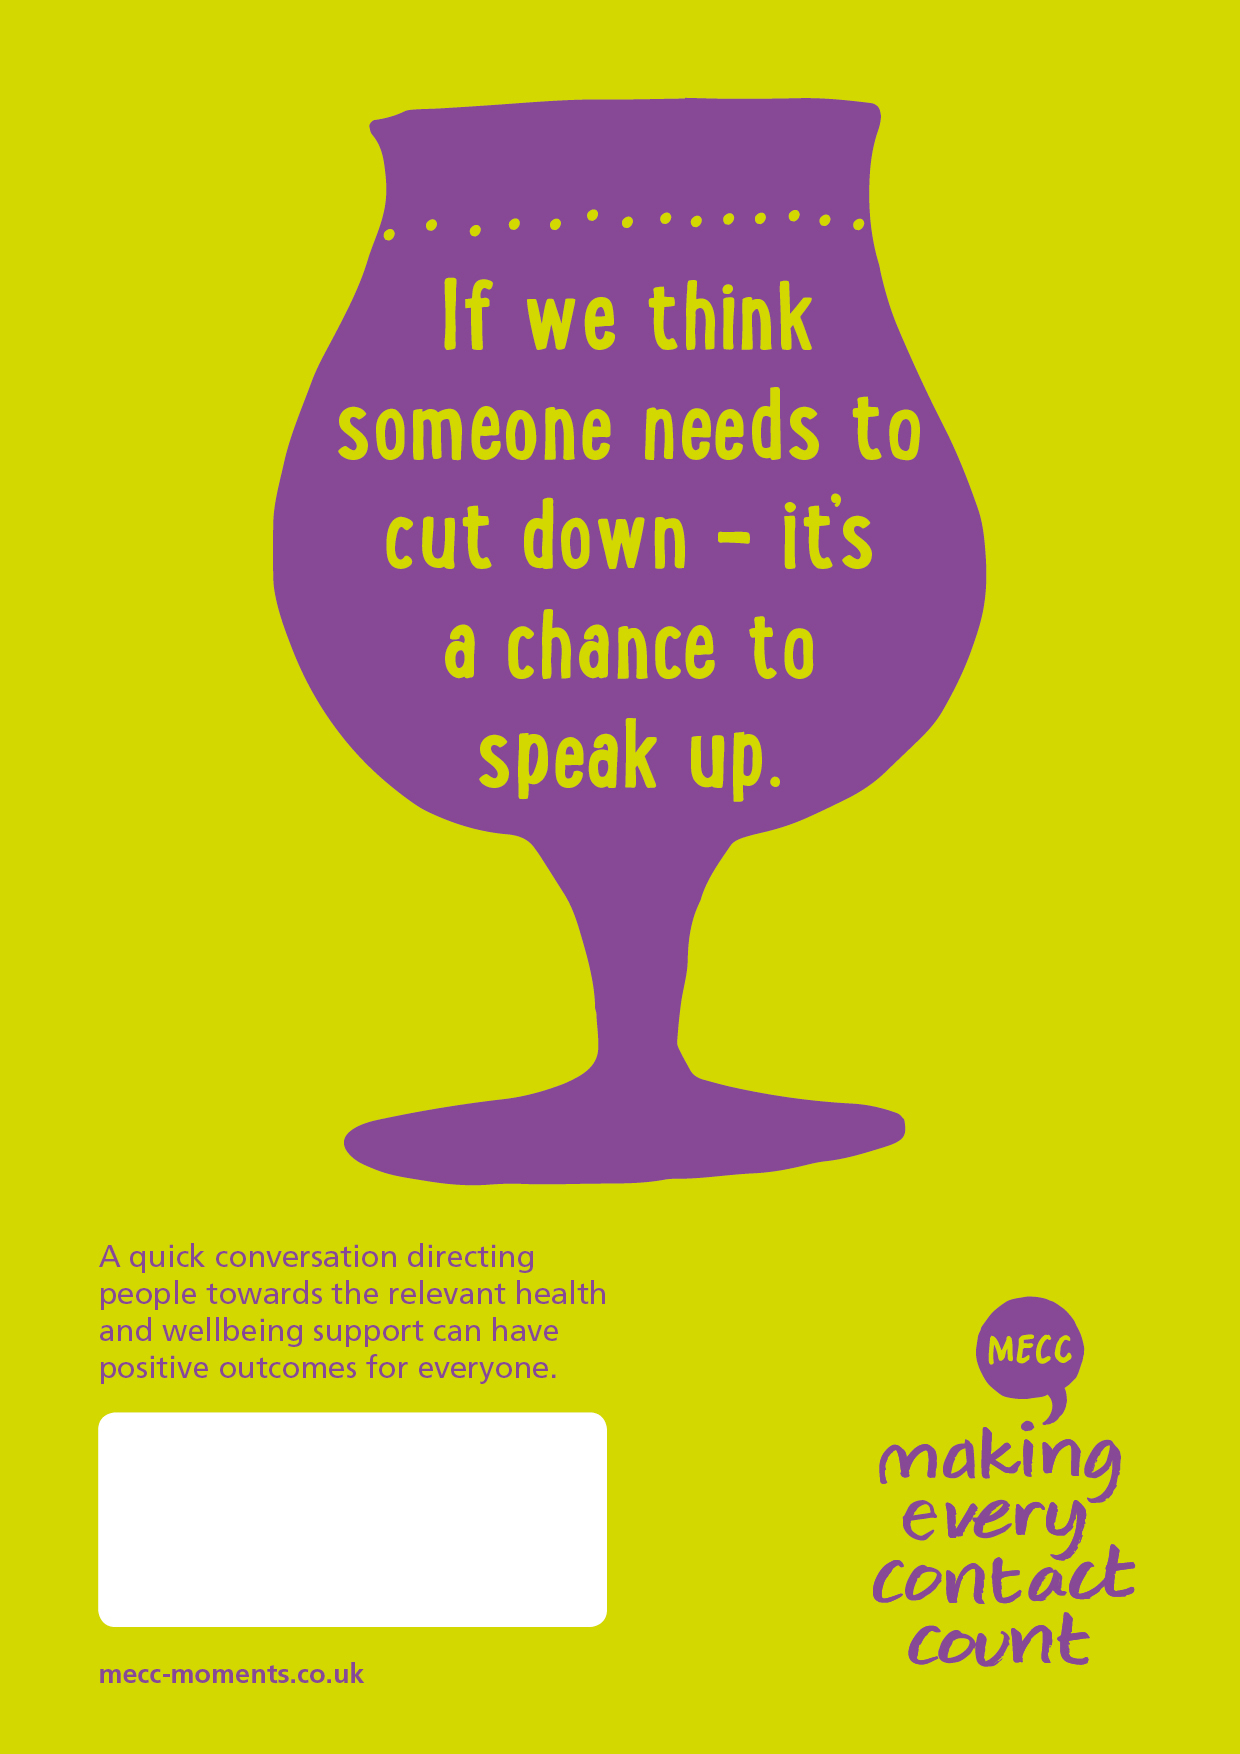 If we think
someone needs to
cut down – it's
a chance to
speak up.
A quick conversation directing
people towards the relevant health
and wellbeing support can have
positive outcomes for everyone.
mecc-moments.co.uk
MECC
making
every
contact
count